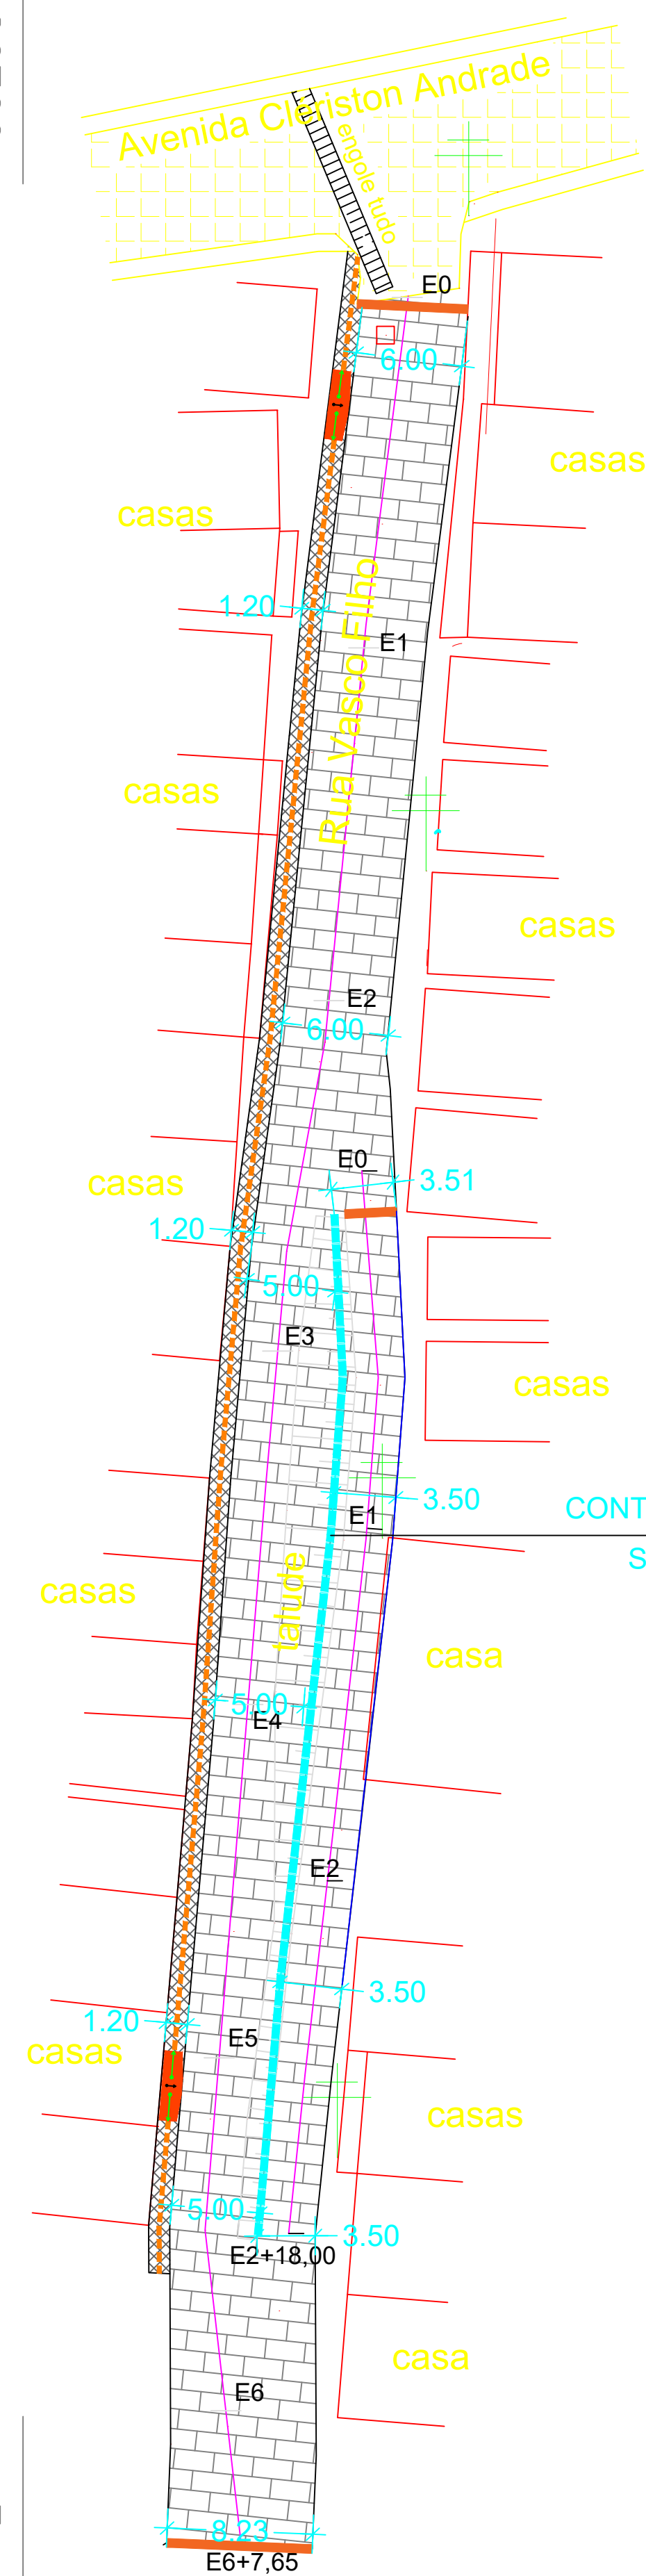 Avenida Clériston Andrade
engole tudo
E0
6.00
casas
casas
1.20
Rua Vasco Filho
E1
casas
casas
E2
6.00
E0
3.51
casas
1.20
5.00
E3
casas
3.50
E1
CONT
S
talude
casas
casa
5.00
E4
E2
3.50
1.20
E5
casas
casas
5.00
3.50
E2+18,00
casa
E6
8.23
E6+7,65